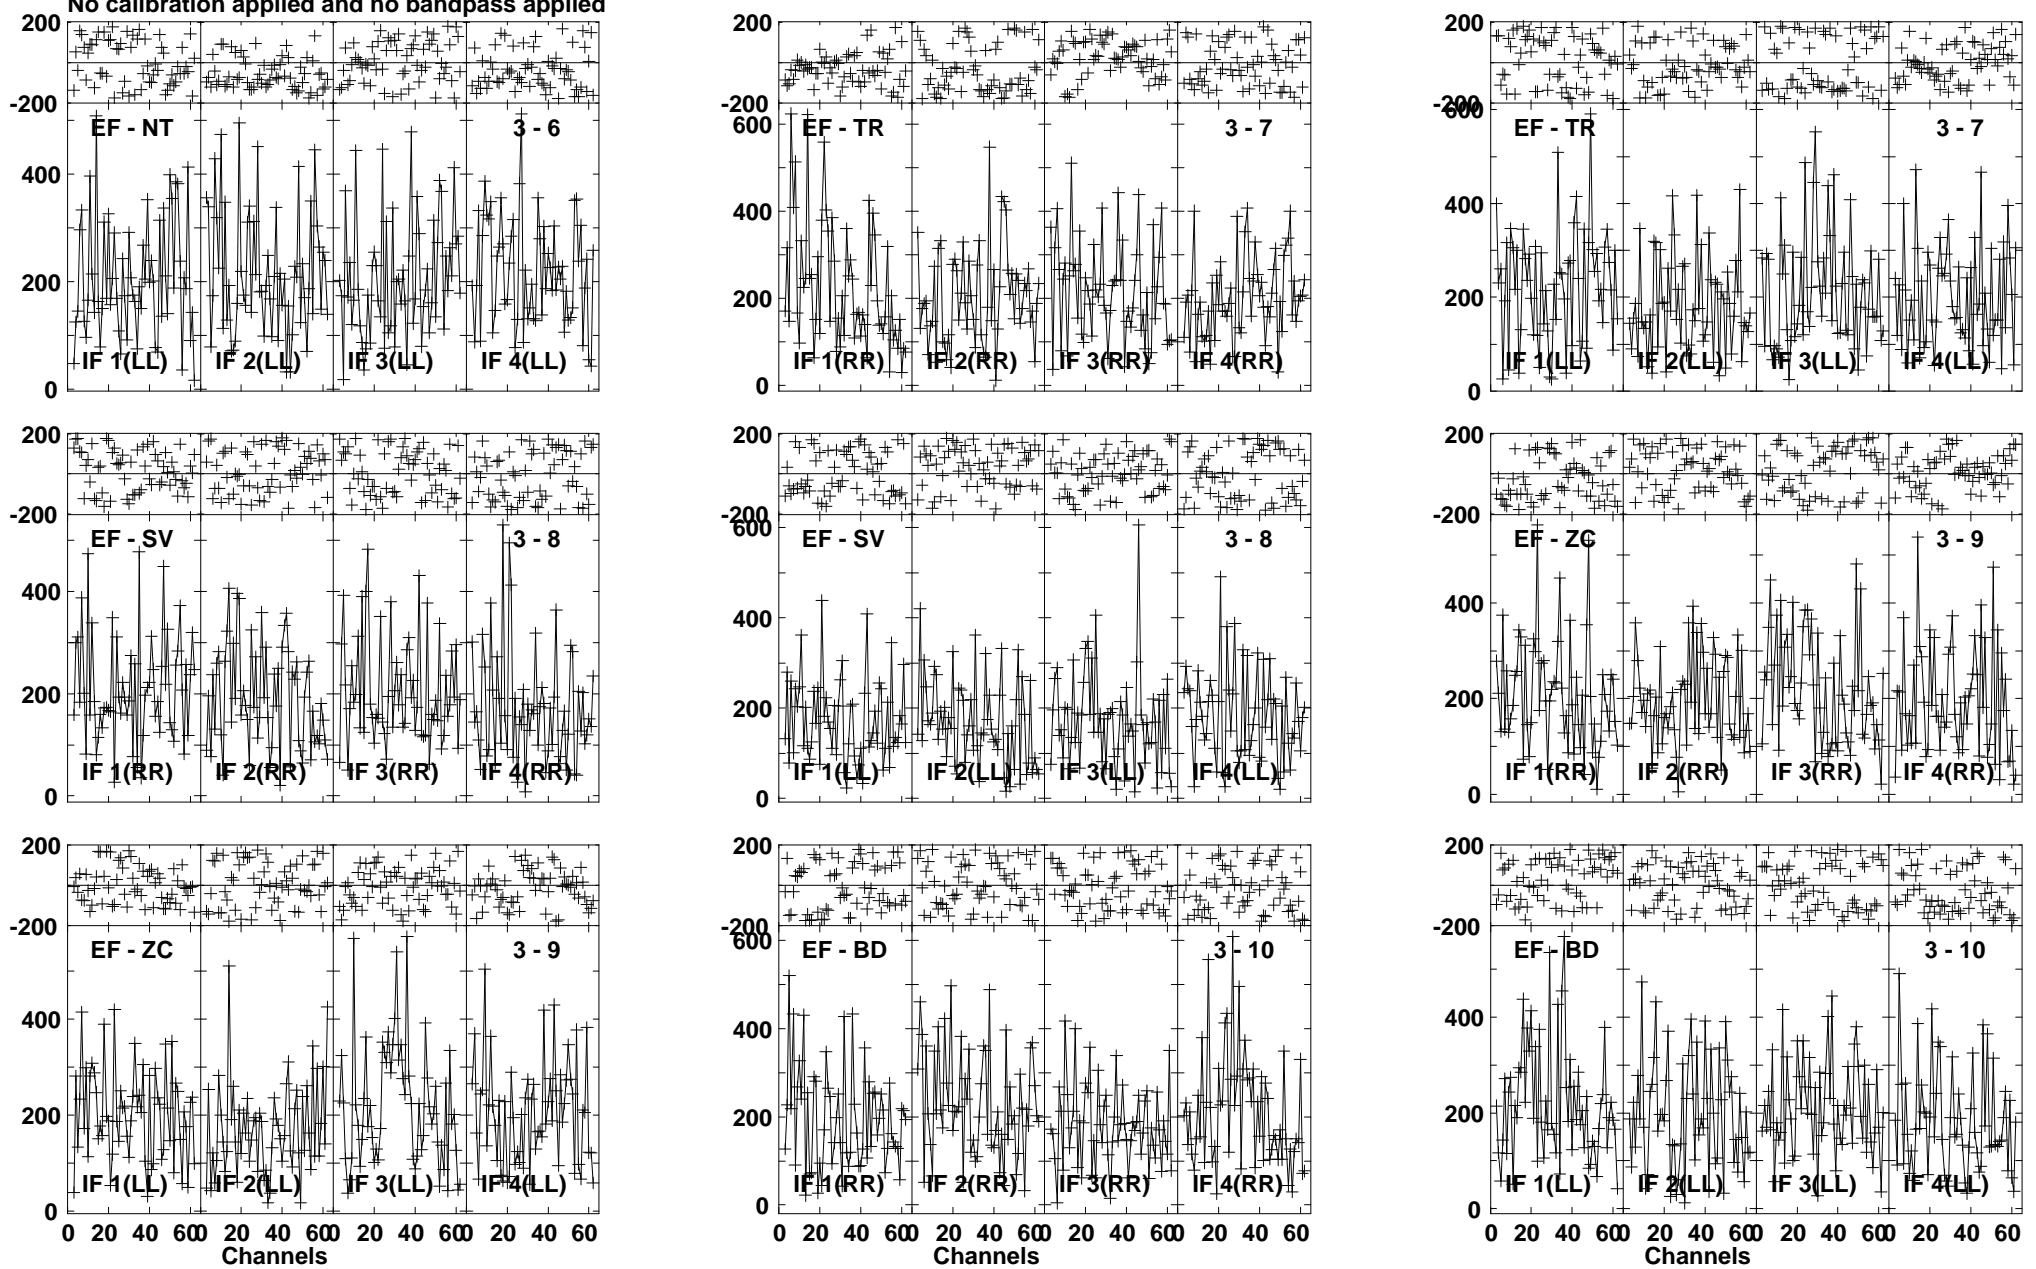 No calibration applied and no bandpass applied
200
-200
EF - NT 3 - 6
400
200
0
IF 1(LL) IF 2(LL) IF 3(LL) IF 4(LL)
200
-200
EF - TR 3 - 7
600
400
200
0
IF 1(RR) IF 2(RR) IF 3(RR) IF 4(RR)
200
-200
600
EF - TR 3 - 7
400
200
0
IF 1(LL) IF 2(LL) IF 3(LL) IF 4(LL)
200
-200
EF - SV 3 - 8
400
200
0
IF 1(RR) IF 2(RR) IF 3(RR) IF 4(RR)
200
-200
600
EF - SV 3 - 8
400
200
0
IF 1(LL) IF 2(LL) IF 3(LL) IF 4(LL)
200
-200
EF - ZC 3 - 9
400
200
0
IF 1(RR) IF 2(RR) IF 3(RR) IF 4(RR)
200
-200
EF - ZC 3 - 9
400
200
0
IF 1(LL) IF 2(LL) IF 3(LL) IF 4(LL)
0 20 40 60 0 20 40 60 0 20 40 60 0 20 40 60
Channels
200
-200
600
EF - BD 3 - 10
400
200
0
IF 1(RR) IF 2(RR) IF 3(RR) IF 4(RR)
0 20 40 60 0 20 40 60 0 20 40 60 0 20 40 60
Channels
200
-200
EF - BD 3 - 10
400
200
0
IF 1(LL) IF 2(LL) IF 3(LL) IF 4(LL)
0 20 40 60 0 20 40 60 0 20 40 60 0 20 40 60
Channels